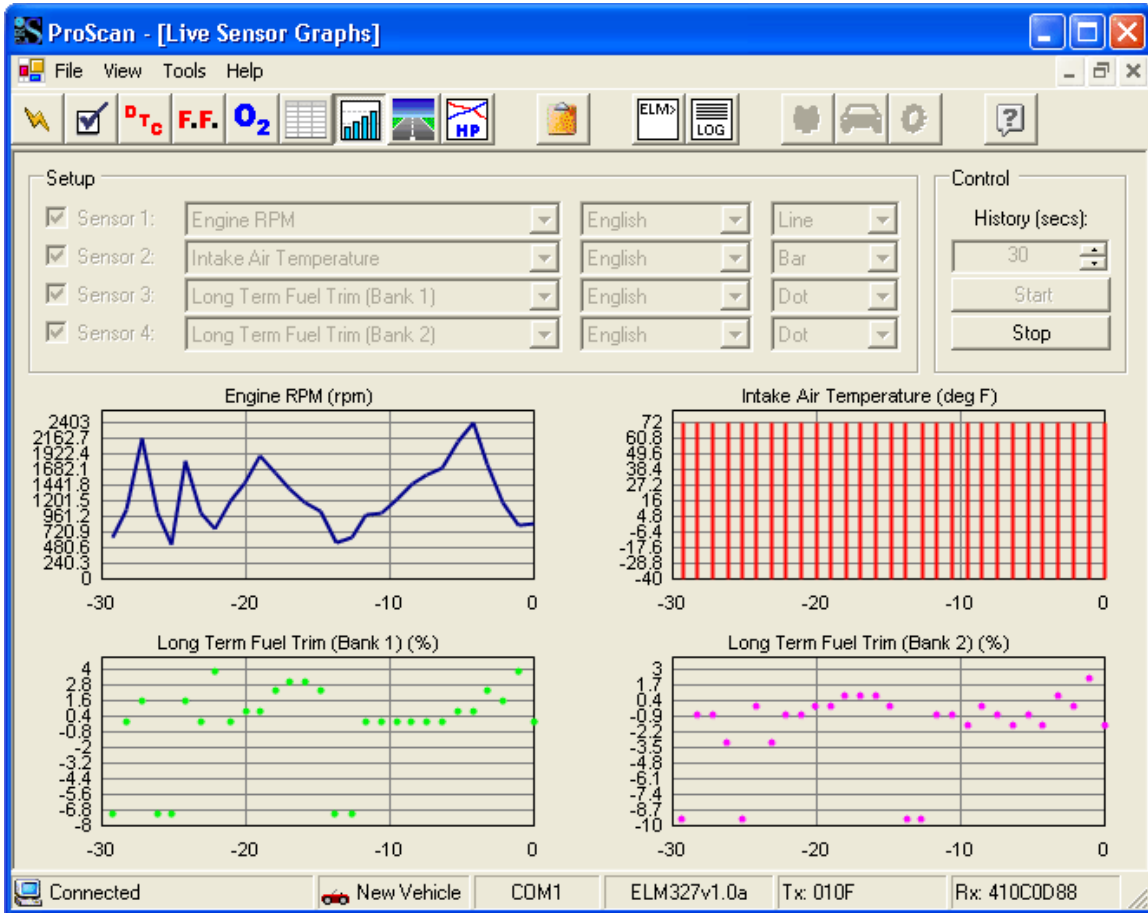 ProScan - [Live Sensor Graphs]
File View Tools Help
DTC F.F. O2 HP ELM> LOG ?
Setup
Control
Sensor 1: Engine RPM English Line
Sensor 2: Intake Air Temperature English Bar
Sensor 3: Long Term Fuel Trim (Bank 1) English Dot
Sensor 4: Long Term Fuel Trim (Bank 2) English Dot
History (secs):
30
Start
Stop
Engine RPM (rpm)
2403
2162.7
1922.4
1682.1
1441.8
1201.5
961.2
720.9
480.6
240.3
0
-30 -20 -10 0
Intake Air Temperature (deg F)
72
60.8
49.6
38.4
27.2
16
4.8
-6.4
-17.6
-28.8
-40
-30 -20 -10 0
Long Term Fuel Trim (Bank 1) (%)
4
2.8
1.6
0.4
-0.8
-2
-3.2
-4.4
-5.6
-6.8
-8
-30 -20 -10 0
Long Term Fuel Trim (Bank 2) (%)
3
1.7
0.4
-0.9
-2.2
-3.5
-4.8
-6.1
-7.4
-8.7
-10
-30 -20 -10 0
Connected New Vehicle COM1 ELM327v1.0a Tx: 010F Rx: 410C0D88